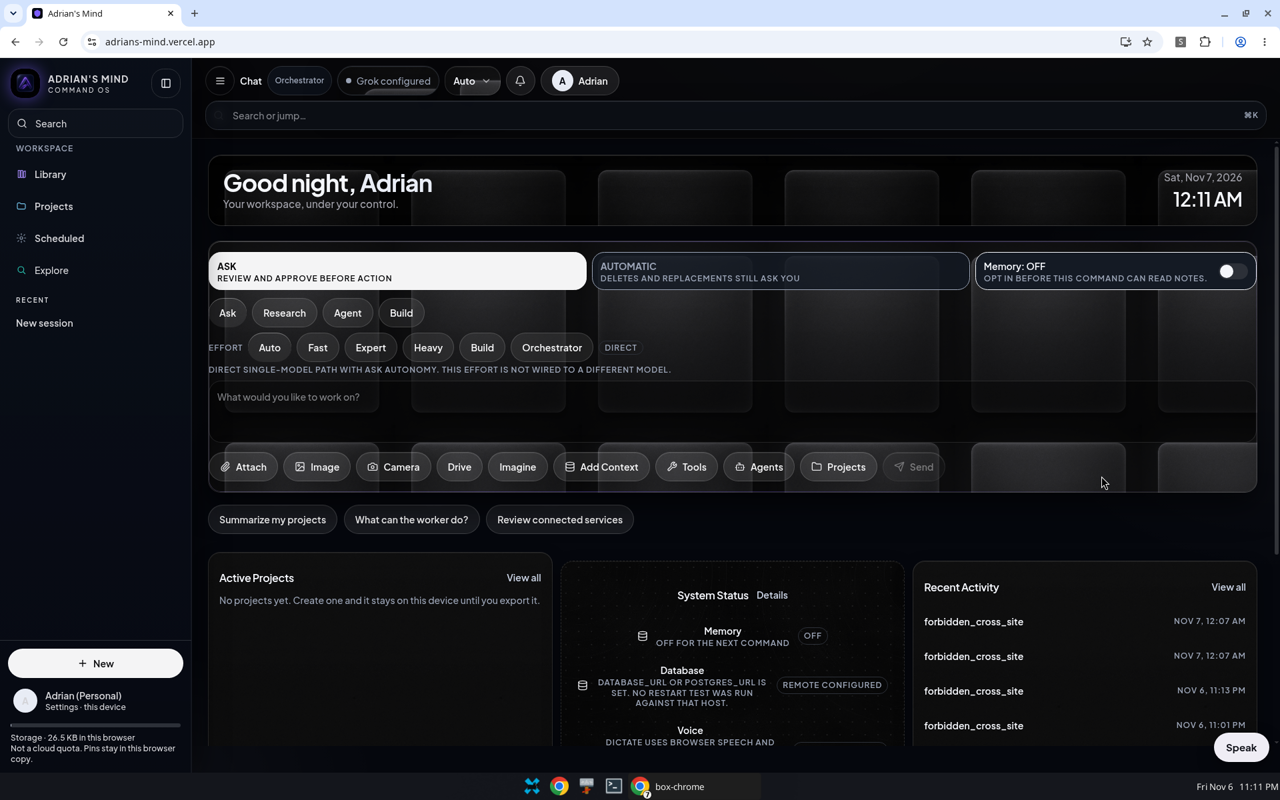 Adrian's Mind
adrians-mind.vercel.app
S
ADRIAN'S MIND
COMMAND OS
Search
WORKSPACE
Library
Projects
Scheduled
Explore
RECENT
New session
New
Adrian (Personal)
Settings · this device
A
Storage · 26.5 KB in this browser
Not a cloud quota. Pins stay in this browser
copy.
Chat
Orchestrator
Grok configured
Auto
A
Adrian
Search or jump...
⌘K
Good night, Adrian
Your workspace, under your control.
Sat, Nov 7, 2026
12:11 AM
ASK
REVIEW AND APPROVE BEFORE ACTION
AUTOMATIC
DELETES AND REPLACEMENTS STILL ASK YOU
Memory: OFF
OPT IN BEFORE THIS COMMAND CAN READ NOTES.
Ask
Research
Agent
Build
EFFORT
Auto
Fast
Expert
Heavy
Build
Orchestrator
DIRECT
DIRECT SINGLE-MODEL PATH WITH ASK AUTONOMY. THIS EFFORT IS NOT WIRED TO A DIFFERENT MODEL.
What would you like to work on?
Attach
Image
Camera
Drive
Imagine
Add Context
Tools
Agents
Projects
Send
Summarize my projects
What can the worker do?
Review connected services
Active Projects
View all
No projects yet. Create one and it stays on this device until you export it.
System Status
Details
Memory
OFF FOR THE NEXT COMMAND
OFF
Database
DATABASE_URL OR POSTGRES_URL IS
SET. NO RESTART TEST WAS RUN
AGAINST THAT HOST.
REMOTE CONFIGURED
Voice
DICTATE USES BROWSER SPEECH AND
Recent Activity
View all
forbidden_cross_site
NOV 7, 12:07 AM
forbidden_cross_site
NOV 7, 12:07 AM
forbidden_cross_site
NOV 6, 11:13 PM
forbidden_cross_site
NOV 6, 11:01 PM
Speak
7
box-chrome
Fri Nov 6 11:11 PM